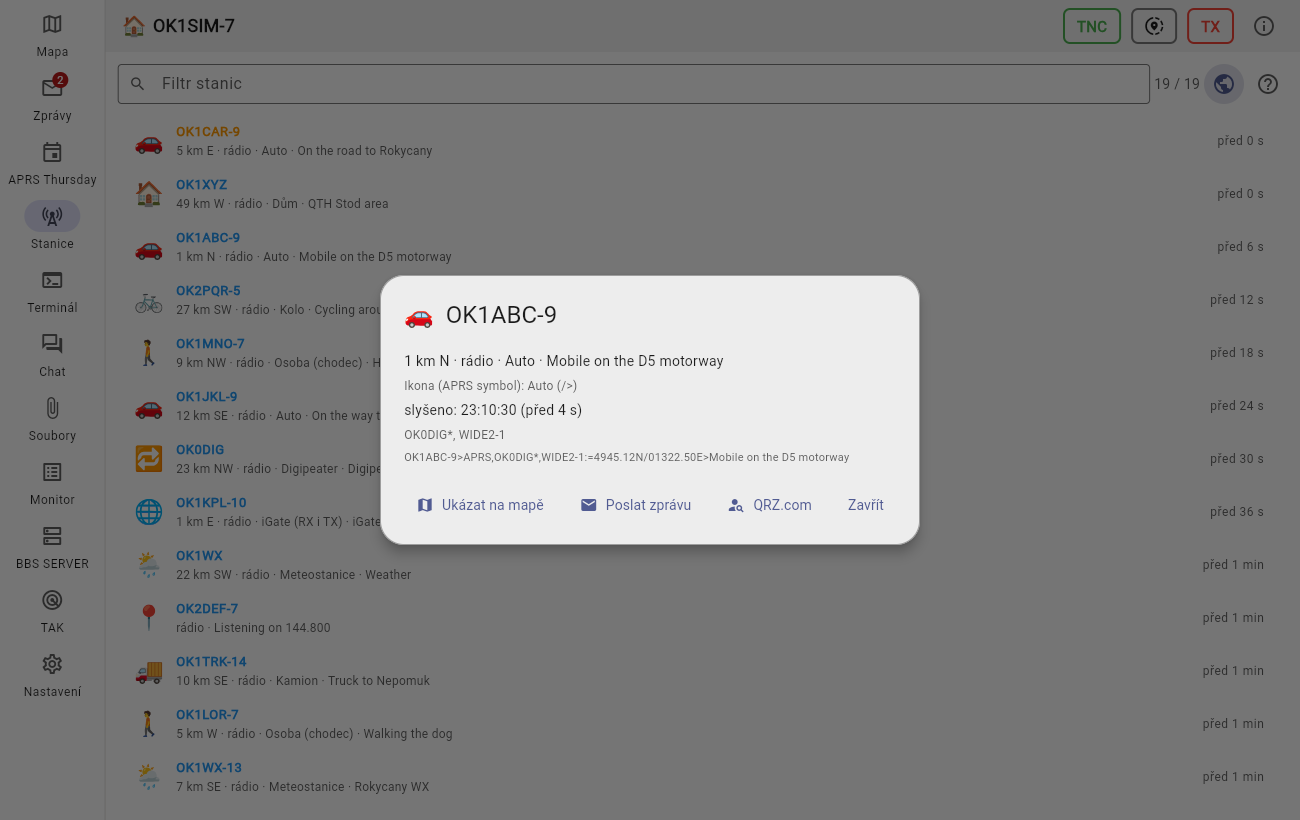 Mapa
2
Zprávy
APRS Thursday
Stanice
Terminál
Chat
Soubory
Monitor
BBS SERVER
TAK
Nastavení
OK1SIM-7
TNC
TX
Filtr stanic
19 / 19
OK1CAR-9
5 km E · rádio · Auto · On the road to Rokycany
před 0 s
OK1XYZ
49 km W · rádio · Dům · QTH Stod area
před 0 s
OK1ABC-9
1 km N · rádio · Auto · Mobile on the D5 motorway
před 6 s
OK2PQR-5
27 km SW · rádio · Kolo · Cycling
před 12 s
OK1MNO-7
9 km NW · rádio · Osoba (chodec) ·
před 18 s
OK1JKL-9
12 km SE · rádio · Auto · On the way
před 24 s
OK0DIG
23 km NW · rádio · Digipeater ·
před 30 s
OK1KPL-10
1 km E · rádio · iGate (RX i TX) · iGate
před 36 s
OK1WX
22 km SW · rádio · Meteostanice · Weather
před 1 min
OK2DEF-7
rádio · Listening on 144.800
před 1 min
OK1TRK-14
10 km SE · rádio · Kamion · Truck to Nepomuk
před 1 min
OK1LOR-7
5 km W · rádio · Osoba (chodec) · Walking the dog
před 1 min
OK1WX-13
7 km SE · rádio · Meteostanice · Rokycany WX
před 1 min
OK1ABC-9
1 km N · rádio · Auto · Mobile on the D5 motorway
Ikona (APRS symbol): Auto (/>)
slyšeno: 23:10:30 (před 4 s)
OK0DIG*, WIDE2-1
OK1ABC-9>APRS,OK0DIG*,WIDE2-1:=4945.12N/01322.50E>Mobile on the D5 motorway
Ukázat na mapě
Poslat zprávu
QRZ.com
Zavřít